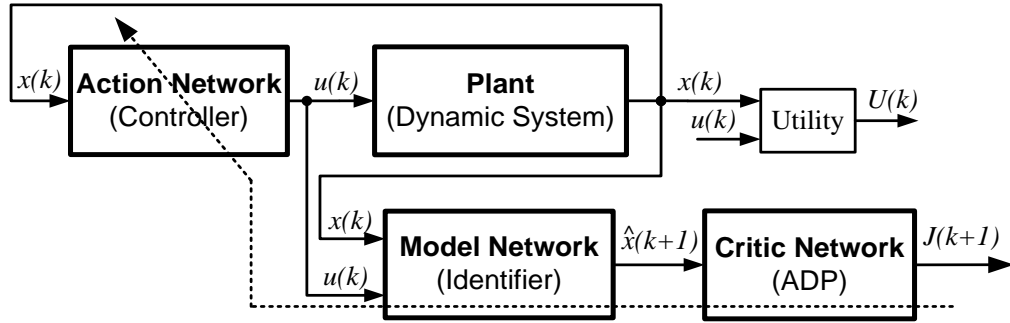 x(k)
Action Network
(Controller)
u(k)
Plant
(Dynamic System)
x(k)
u(k)
Utility
U(k)
x(k)
u(k)
Model Network
(Identifier)
x̂(k+1)
Critic Network
(ADP)
J(k+1)